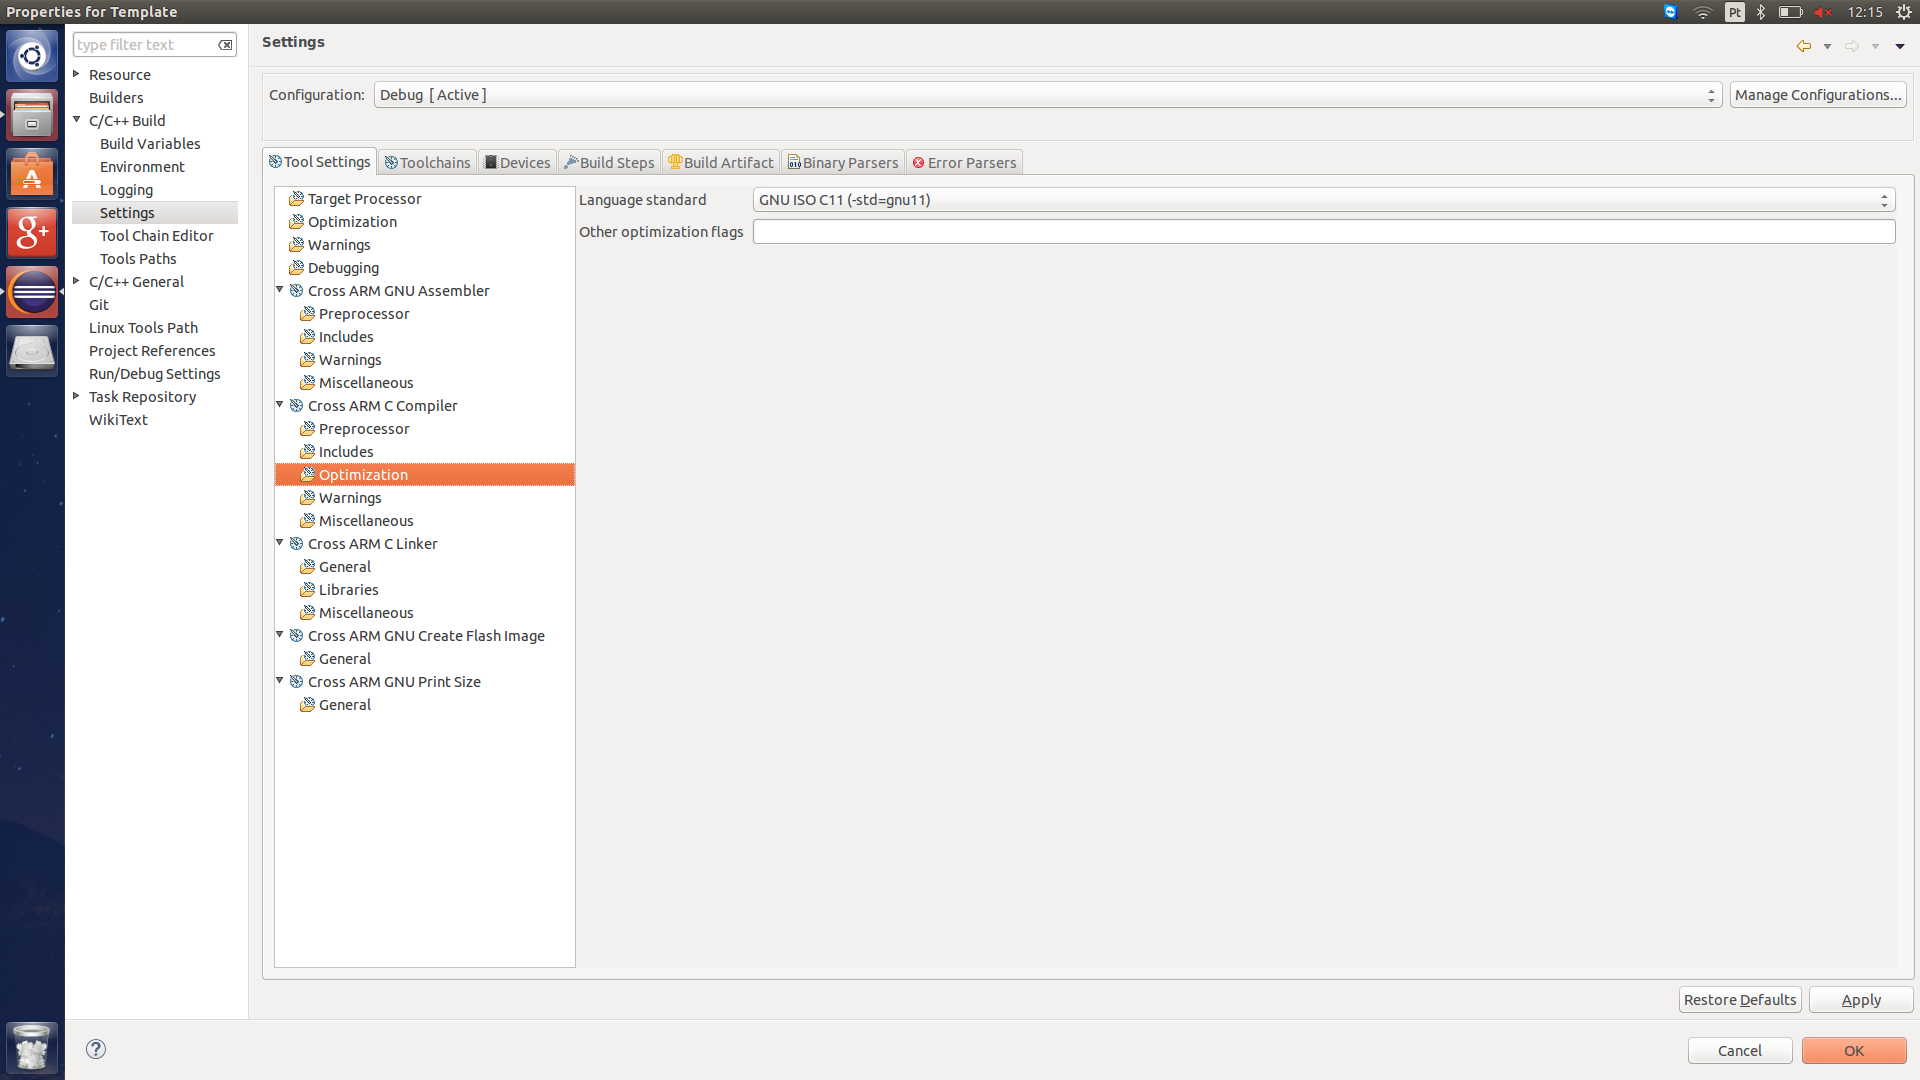 Properties for Template
Pt
12:15
type filter text
Resource
Builders
C/C++ Build
Build Variables
Environment
Logging
Settings
Tool Chain Editor
Tools Paths
C/C++ General
Git
Linux Tools Path
Project References
Run/Debug Settings
Task Repository
WikiText
Settings
Configuration:
Debug [ Active ]
Manage Configurations...
Tool Settings
Toolchains
Devices
Build Steps
Build Artifact
Binary Parsers
Error Parsers
Target Processor
Optimization
Warnings
Debugging
Cross ARM GNU Assembler
Preprocessor
Includes
Warnings
Miscellaneous
Cross ARM C Compiler
Preprocessor
Includes
Optimization
Warnings
Miscellaneous
Cross ARM C Linker
General
Libraries
Miscellaneous
Cross ARM GNU Create Flash Image
General
Cross ARM GNU Print Size
General
Language standard
GNU ISO C11 (-std=gnu11)
Other optimization flags
Restore Defaults
Apply
Cancel
OK
g+
A
?